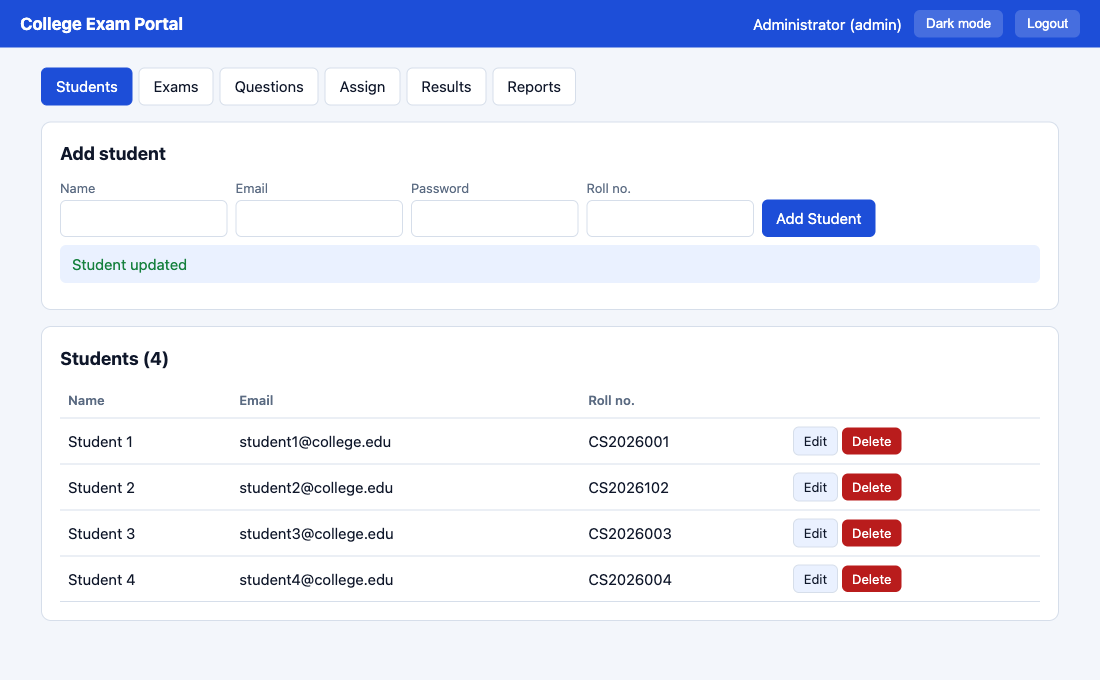 College Exam Portal Administrator (admin) Dark mode Logout
Students Exams Questions Assign Results Reports
Add student
Name Email Password Roll no.
Add Student
Student updated
Students (4)
Name Email Roll no.
Student 1 student1@college.edu CS2026001 Edit Delete
Student 2 student2@college.edu CS2026102 Edit Delete
Student 3 student3@college.edu CS2026003 Edit Delete
Student 4 student4@college.edu CS2026004 Edit Delete